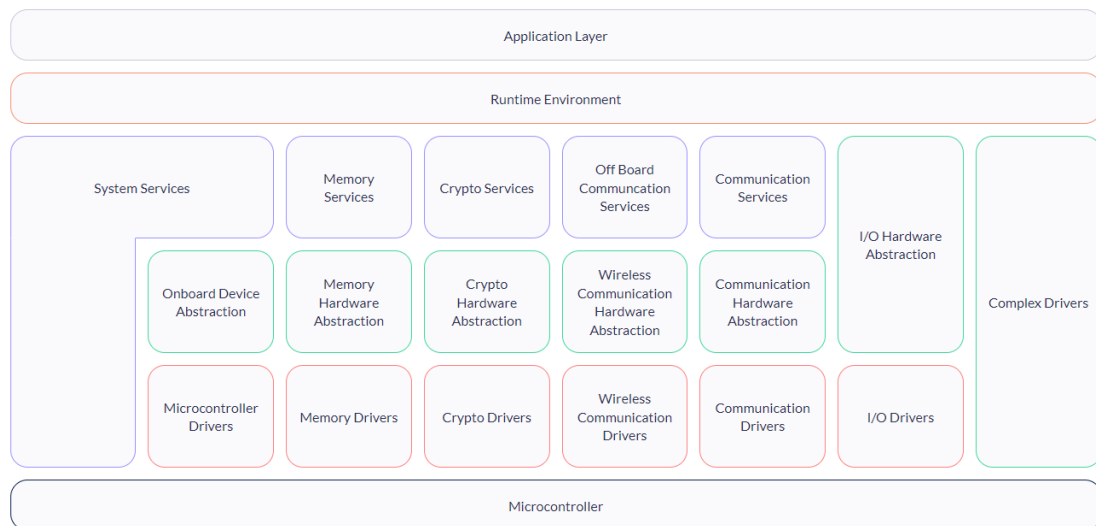 Application Layer
Runtime Environment
System Services
Memory
Services
Crypto Services
Off Board
Communcation
Services
Communication
Services
I/O Hardware
Abstraction
Complex Drivers
Onboard Device
Abstraction
Memory
Hardware
Abstraction
Crypto
Hardware
Abstraction
Wireless
Communication
Hardware
Abstraction
Communication
Hardware
Abstraction
Microcontroller
Drivers
Memory Drivers
Crypto Drivers
Wireless
Communication
Drivers
Communication
Drivers
I/O Drivers
Microcontroller